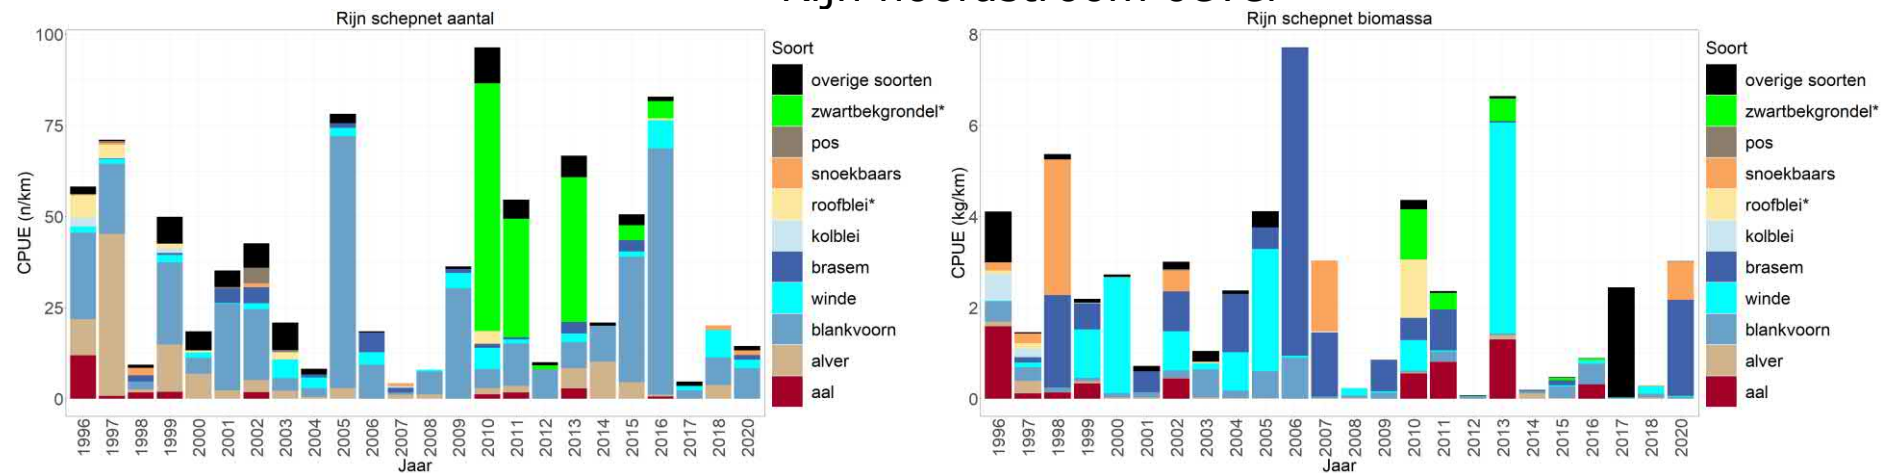 Rijn schepnet aantal
100
75
50
25
0
CPUE (n/km)
1996
1997
1998
1999
2000
2001
2002
2003
2004
2005
2006
2007
2008
2009
2010
2011
2012
2013
2014
2015
2016
2017
2018
2020
Jaar
Soort
overige soorten
zwartbekgrondel*
pos
snoekbaars
roofblei*
kolblei
brasem
winde
blankvoorn
alver
aal
Rijn schepnet biomassa
8
6
4
2
0
CPUE (kg/km)
1996
1997
1998
1999
2000
2001
2002
2003
2004
2005
2006
2007
2008
2009
2010
2011
2012
2013
2014
2015
2016
2017
2018
2020
Jaar
Soort
overige soorten
zwartbekgrondel*
pos
snoekbaars
roofblei*
kolblei
brasem
winde
blankvoorn
alver
aal